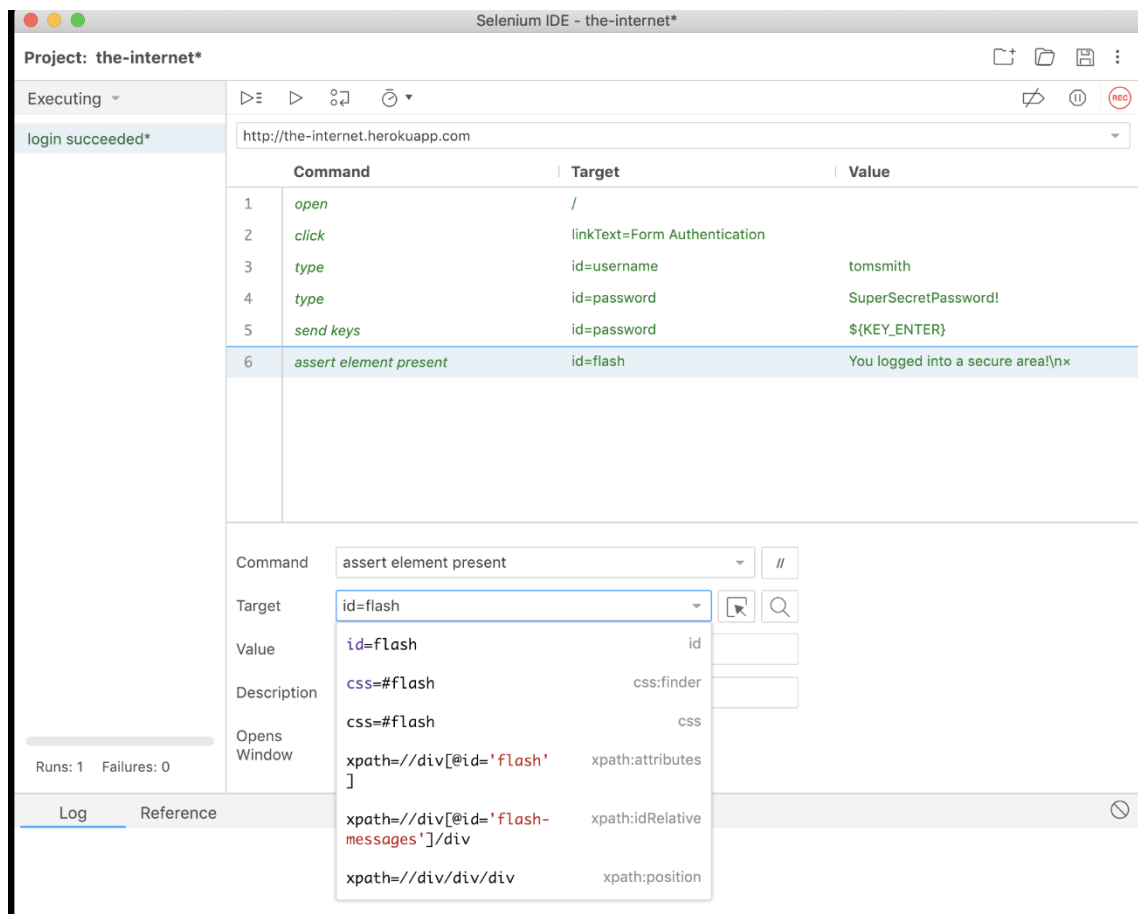 Selenium IDE - the-internet*
Project: the-internet*
Executing
REC
login succeeded*
http://the-internet.herokuapp.com
Command Target Value
1 open /
2 click linkText=Form Authentication
3 type id=username tomsmith
4 type id=password SuperSecretPassword!
5 send keys id=password ${KEY_ENTER}
6 assert element present id=flash You logged into a secure area!\n×
Command assert element present //
Target id=flash
Value
Description
Opens
Window
id=flash id
css=#flash css:finder
css=#flash css
xpath=//div[@id='flash' xpath:attributes
]
xpath=//div[@id='flash- xpath:idRelative
messages']/div
xpath=//div/div/div xpath:position
Runs: 1 Failures: 0
Log Reference